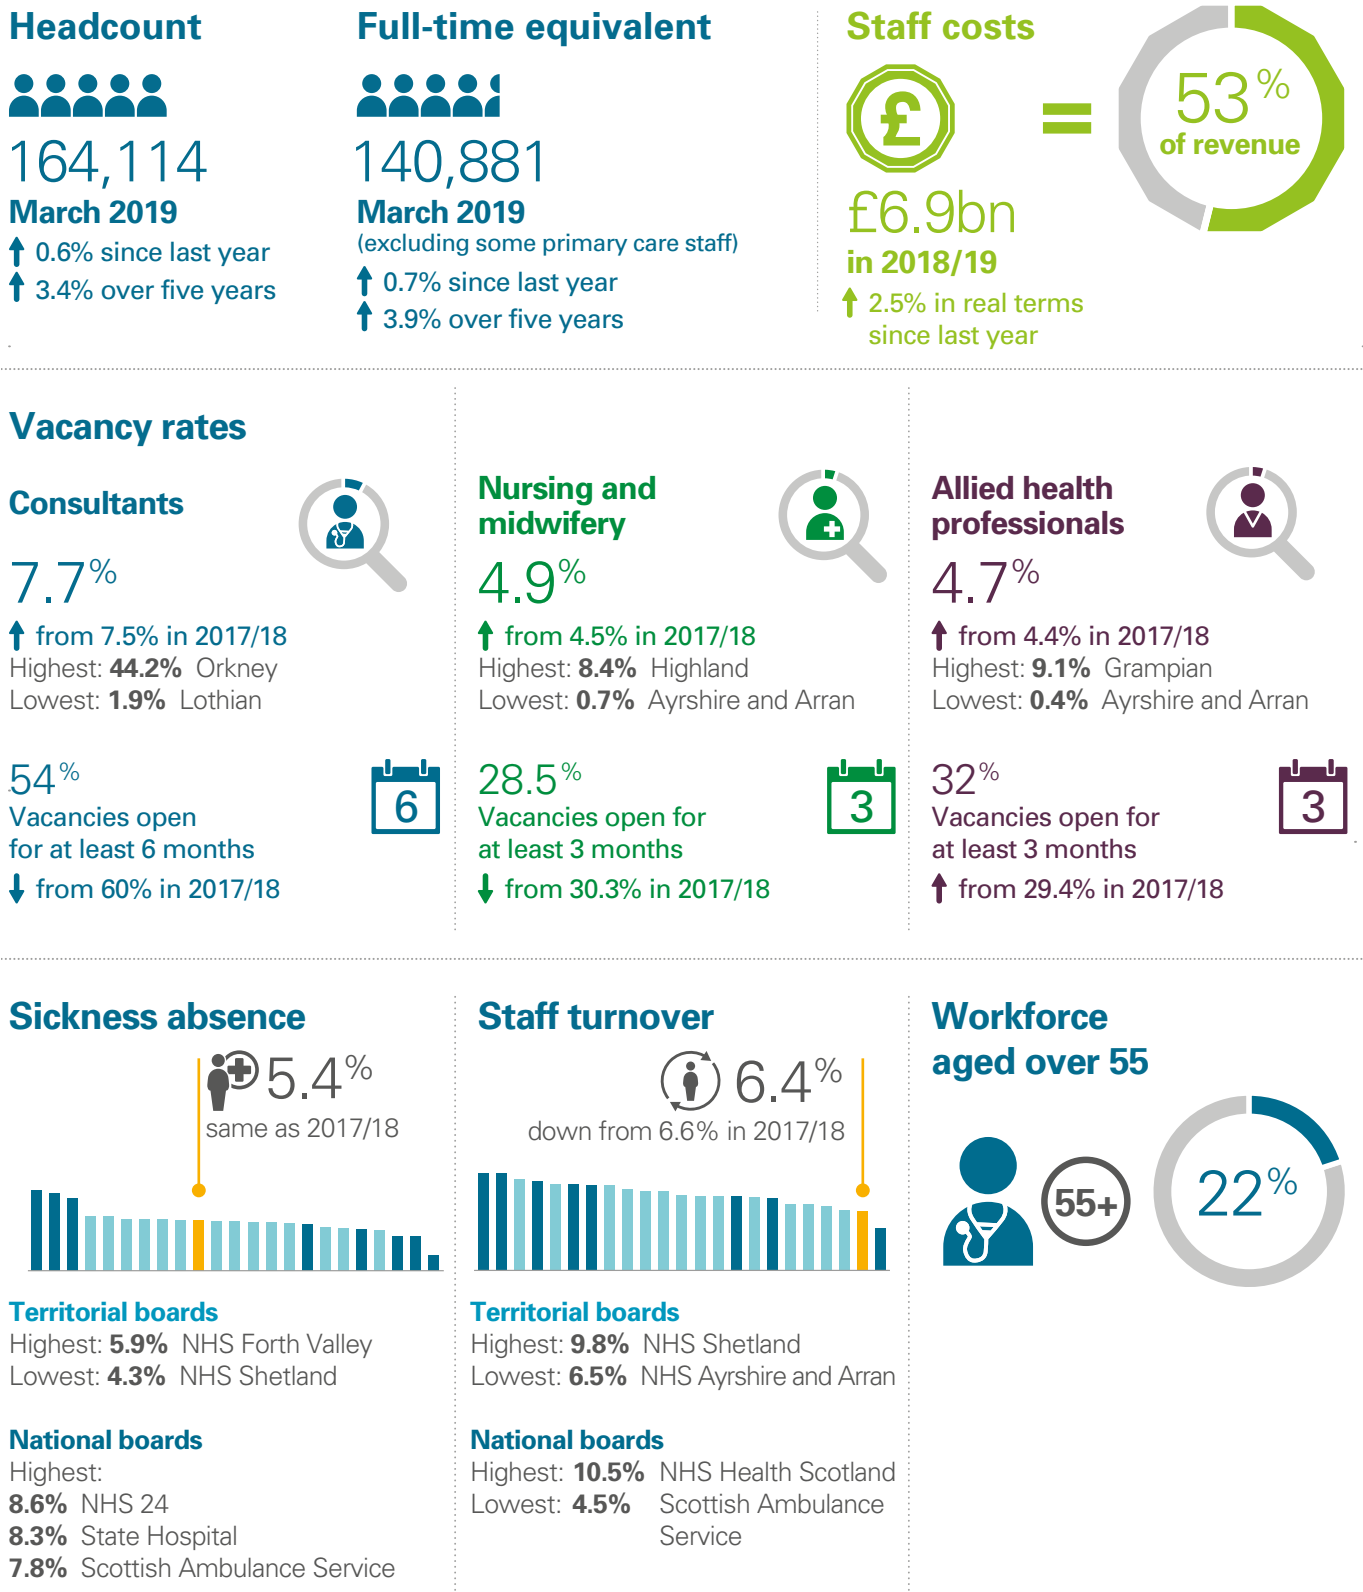 Headcount
164,114
March 2019
0.6% since last year
3.4% over five years
Full-time equivalent
140,881
March 2019
(excluding some primary care staff)
0.7% since last year
3.9% over five years
Staff costs
£
£6.9bn
in 2018/19
2.5% in real terms
since last year
=
53%
of revenue
Vacancy rates
Consultants
7.7%
from 7.5% in 2017/18
Highest: 44.2% Orkney
Lowest: 1.9% Lothian
54%
Vacancies open
for at least 6 months
from 60% in 2017/18
6
Nursing and
midwifery
4.9%
from 4.5% in 2017/18
Highest: 8.4% Highland
Lowest: 0.7% Ayrshire and Arran
28.5%
Vacancies open for
at least 3 months
from 30.3% in 2017/18
3
Allied health
professionals
4.7%
from 4.4% in 2017/18
Highest: 9.1% Grampian
Lowest: 0.4% Ayrshire and Arran
32%
Vacancies open for
at least 3 months
from 29.4% in 2017/18
3
Sickness absence
5.4%
same as 2017/18
Territorial boards
Highest: 5.9% NHS Forth Valley
Lowest: 4.3% NHS Shetland
National boards
Highest:
8.6% NHS 24
8.3% State Hospital
7.8% Scottish Ambulance Service
Staff turnover
6.4%
down from 6.6% in 2017/18
Territorial boards
Highest: 9.8% NHS Shetland
Lowest: 6.5% NHS Ayrshire and Arran
National boards
Highest: 10.5% NHS Health Scotland
Lowest: 4.5% Scottish Ambulance
Service
Workforce
aged over 55
55+
22%